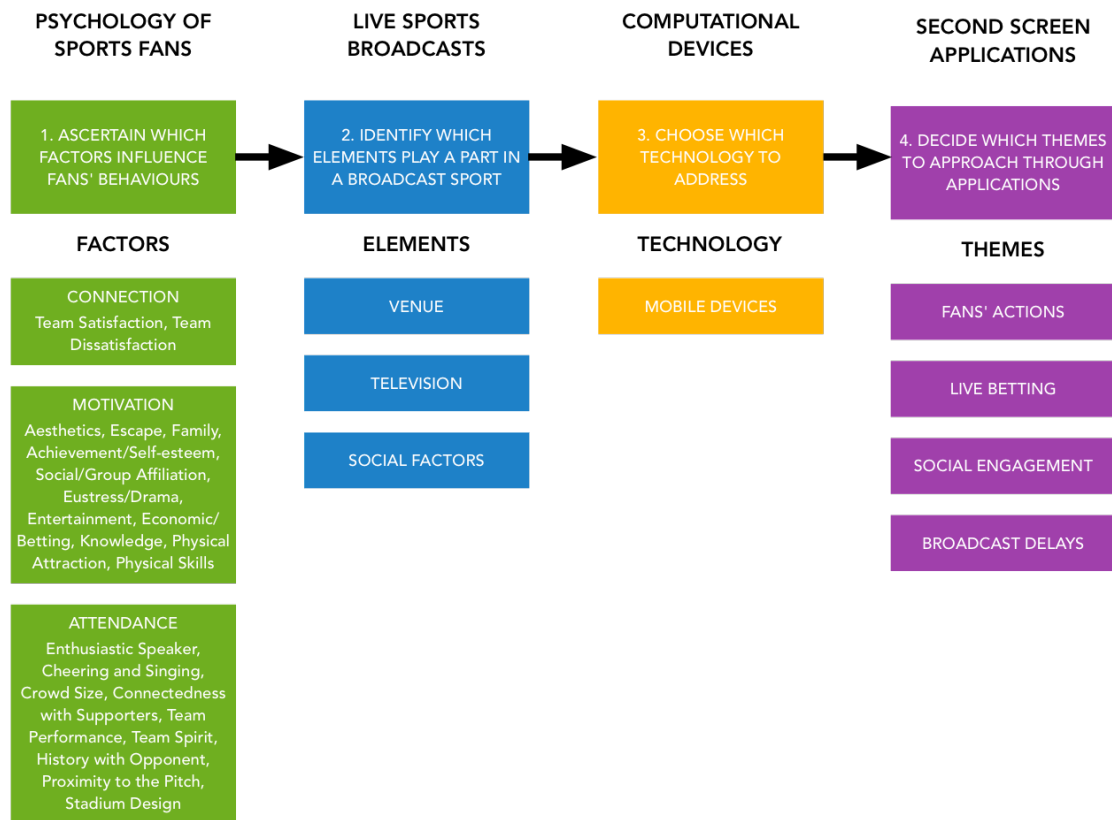 PSYCHOLOGY OF
SPORTS FANS
LIVE SPORTS
BROADCASTS
COMPUTATIONAL
DEVICES
SECOND SCREEN
APPLICATIONS
1. ASCERTAIN WHICH
FACTORS INFLUENCE
FANS' BEHAVIOURS
2. IDENTIFY WHICH
ELEMENTS PLAY A PART IN
A BROADCAST SPORT
3. CHOOSE WHICH
TECHNOLOGY TO
ADDRESS
4. DECIDE WHICH THEMES
TO APPROACH THROUGH
APPLICATIONS
FACTORS
CONNECTION
Team Satisfaction, Team
Dissatisfaction
MOTIVATION
Aesthetics, Escape, Family,
Achievement/Self-esteem,
Social/Group Affiliation,
Eustress/Drama,
Entertainment, Economic/
Betting, Knowledge, Physical
Attraction, Physical Skills
ATTENDANCE
Enthusiastic Speaker,
Cheering and Singing,
Crowd Size, Connectedness
with Supporters, Team
Performance, Team Spirit,
History with Opponent,
Proximity to the Pitch,
Stadium Design
ELEMENTS
VENUE
TELEVISION
SOCIAL FACTORS
TECHNOLOGY
MOBILE DEVICES
THEMES
FANS' ACTIONS
LIVE BETTING
SOCIAL ENGAGEMENT
BROADCAST DELAYS